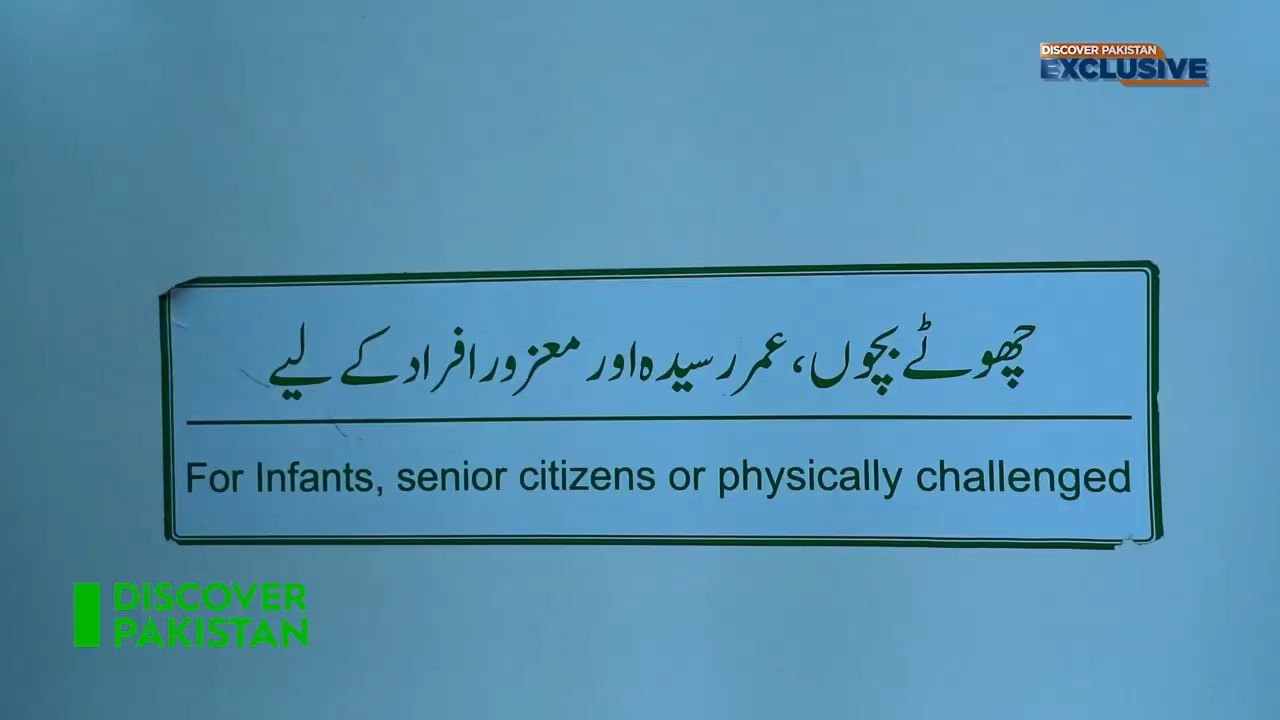 DISCOVER PAKISTAN
EXCLUSIVE
چھوٹے بچوں، عمر رسیدہ اور معزور افراد کے لیے
For Infants, senior citizens or physically challenged
DISCOVER
PAKISTAN